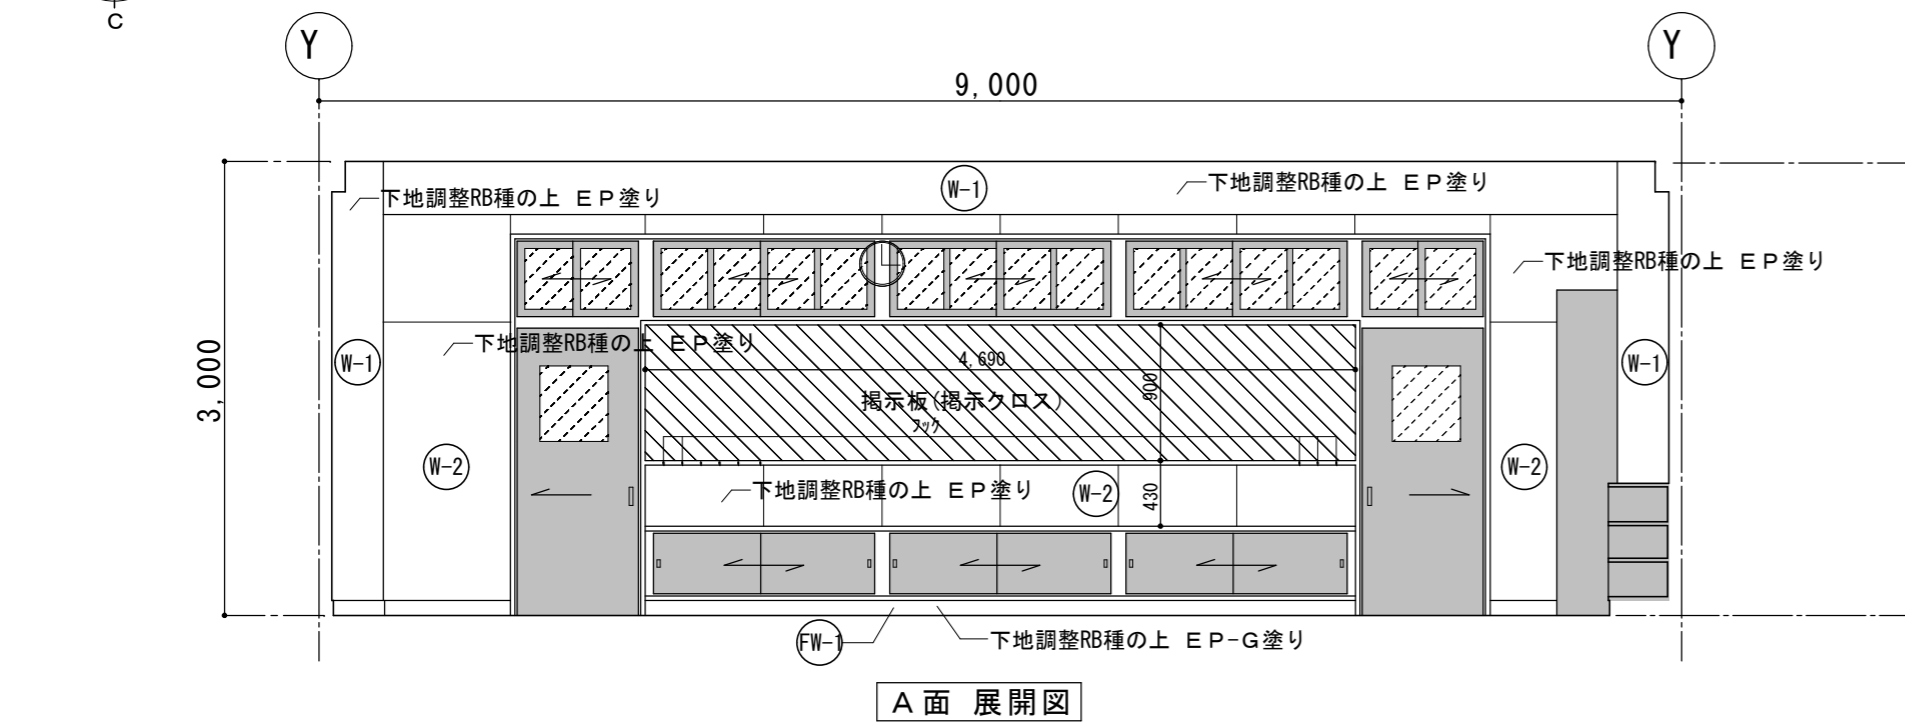 C
Y
Y
9,000
下地調整RB種の上 EP塗り
W-1
下地調整RB種の上 EP塗り
下地調整RB種の上 EP塗り
3,000
下地調整RB種の上 EP塗り
W-1
4,690
900
W-1
掲示板(掲示クロス)
フック
W-2
W-2
下地調整RB種の上 EP塗り
W-2
430
FW-1
下地調整RB種の上 EP-G塗り
A面 展開図